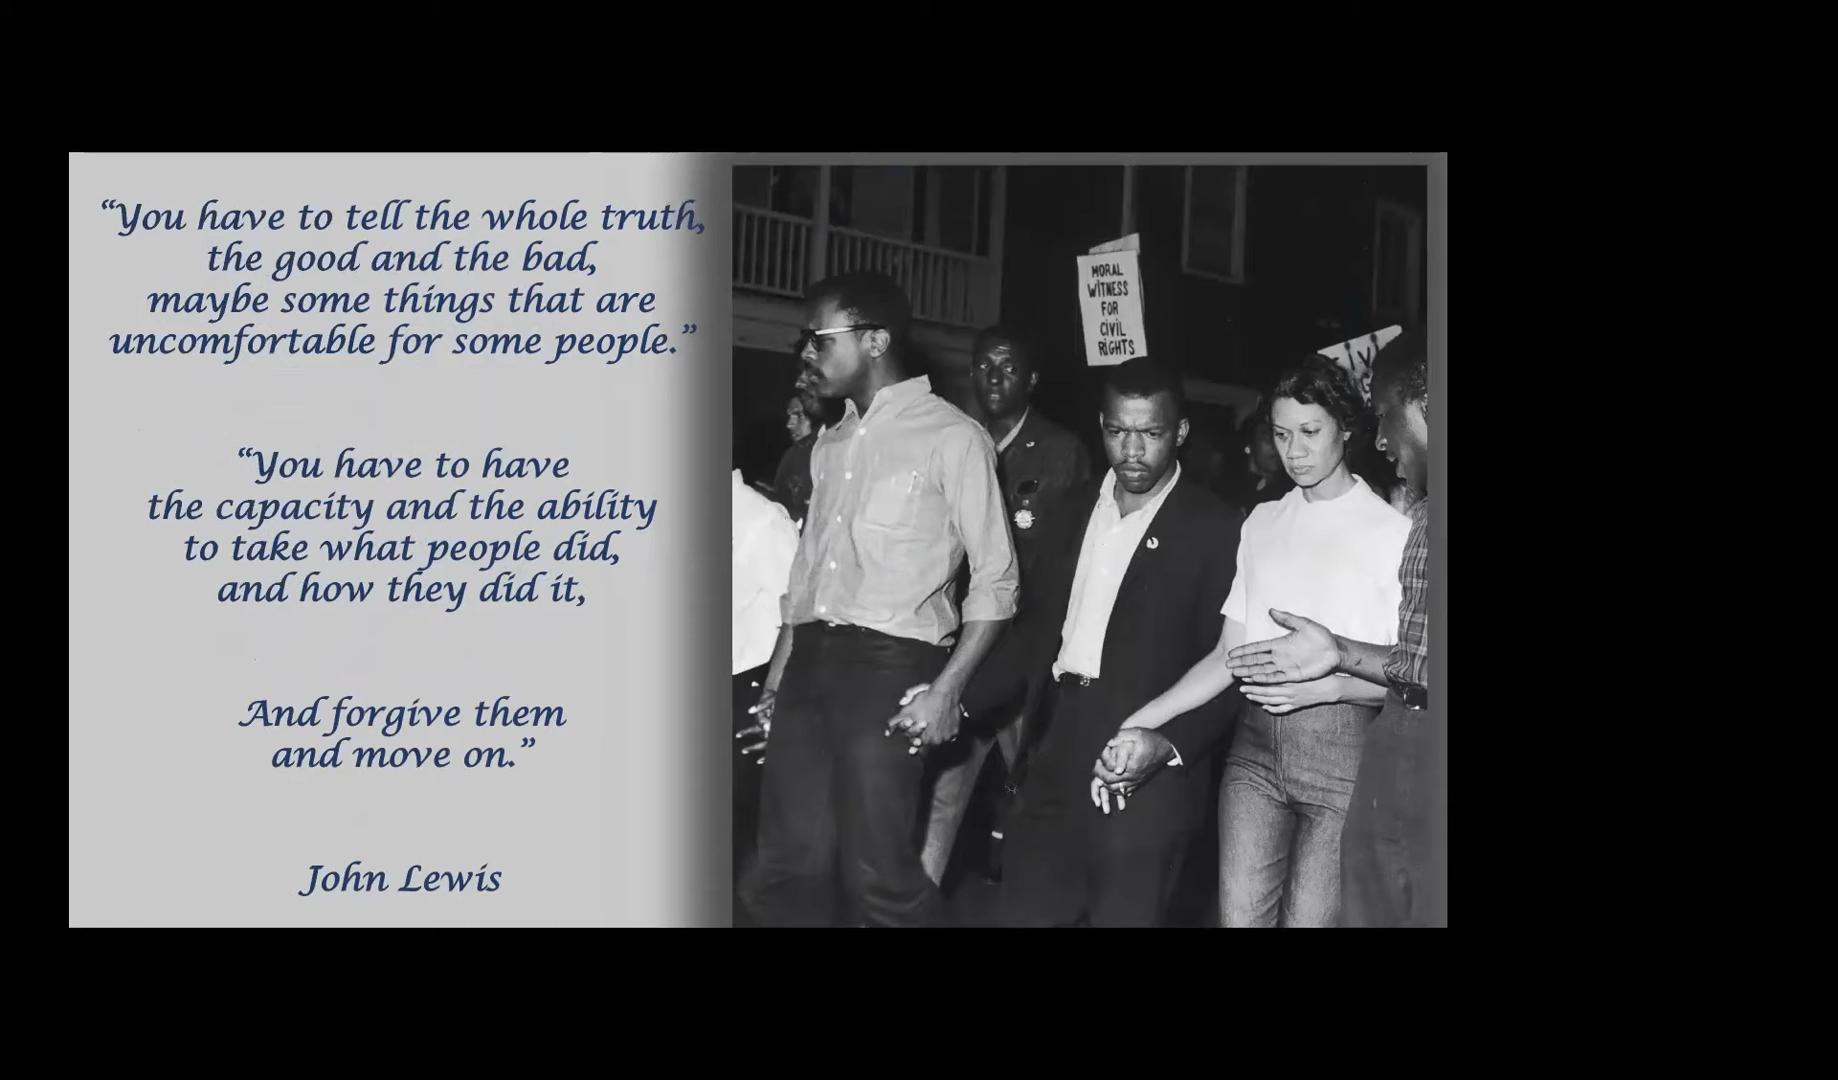 “You have to tell the whole truth,
the good and the bad,
maybe some things that are
uncomfortable for some people.”
“You have to have
the capacity and the ability
to take what people did,
and how they did it,
And forgive them
and move on.”
John Lewis
MORAL
WITNESS
FOR
CIVIL
RIGHTS